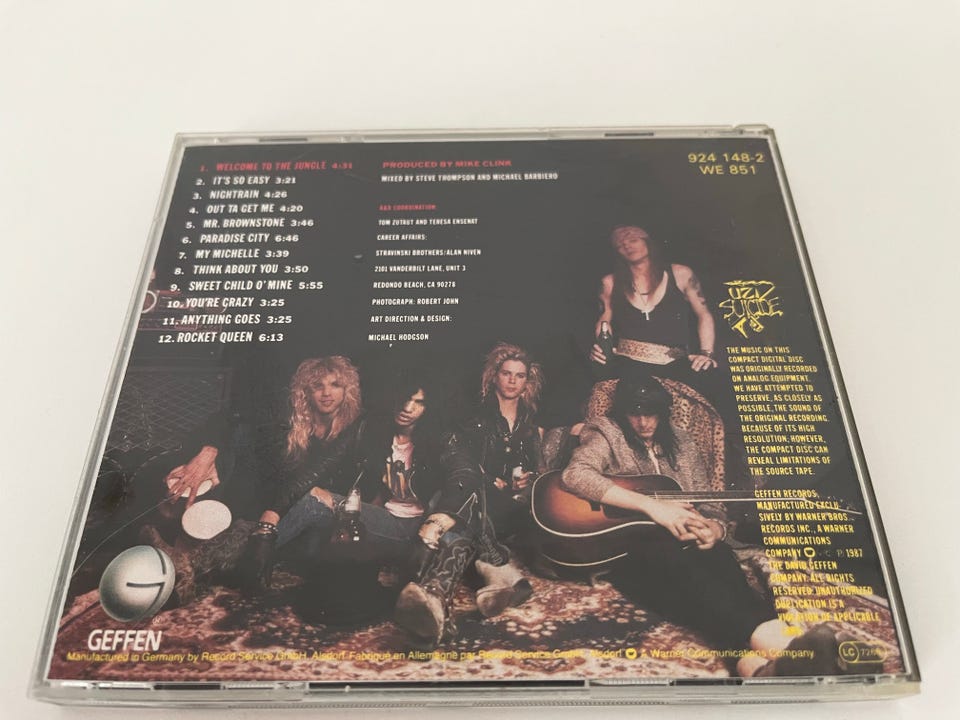 1. WELCOME TO THE JUNGLE 4:31
2. IT'S SO EASY 3:21
3. NIGHTRAIN 4:26
4. OUT TA GET ME 4:20
5. MR. BROWNSTONE 3:46
6. PARADISE CITY 6:46
7. MY MICHELLE 3:39
8. THINK ABOUT YOU 3:50
9. SWEET CHILD O' MINE 5:55
10. YOU'RE CRAZY 3:25
11. ANYTHING GOES 3:25
12. ROCKET QUEEN 6:13
PRODUCED BY MIKE CLINK
MIXED BY STEVE THOMPSON AND MICHAEL BARBIERO
A&R COORDINATION:
TOM ZUTAUT AND TERESA ENSENAT
CAREER AFFAIRS:
STRAVINSKI BROTHERS/ALAN NIVEN
2101 VANDERBILT LANE, UNIT 3
REDONDO BEACH, CA 90278
PHOTOGRAPH: ROBERT JOHN
ART DIRECTION & DESIGN:
MICHAEL HODGSON
924 148-2
WE 851
UZI
SUICIDE
THE MUSIC ON THIS
COMPACT DIGITAL DISC
WAS ORIGINALLY RECORDED
ON ANALOG EQUIPMENT.
WE HAVE ATTEMPTED TO
PRESERVE, AS CLOSELY AS
POSSIBLE, THE SOUND OF
THE ORIGINAL RECORDING.
BECAUSE OF ITS HIGH
RESOLUTION, HOWEVER,
THE COMPACT DISC CAN
REVEAL LIMITATIONS OF
THE SOURCE TAPE.
GEFFEN RECORDS,
MANUFACTURED EXCLU-
SIVELY BY WARNER BROS.
RECORDS INC., A WARNER
COMMUNICATIONS
COMPANY 1987
THE DAVID GEFFEN
COMPANY. ALL RIGHTS
RESERVED. UNAUTHORIZED
DUPLICATION IS A
VIOLATION OF APPLICABLE
LAWS.
GEFFEN
Manufactured in Germany by Record Service GmbH, Alsdorf. Fabriqué en Allemagne par Record Service GmbH, Alsdorf A Warner Communications Company
LC